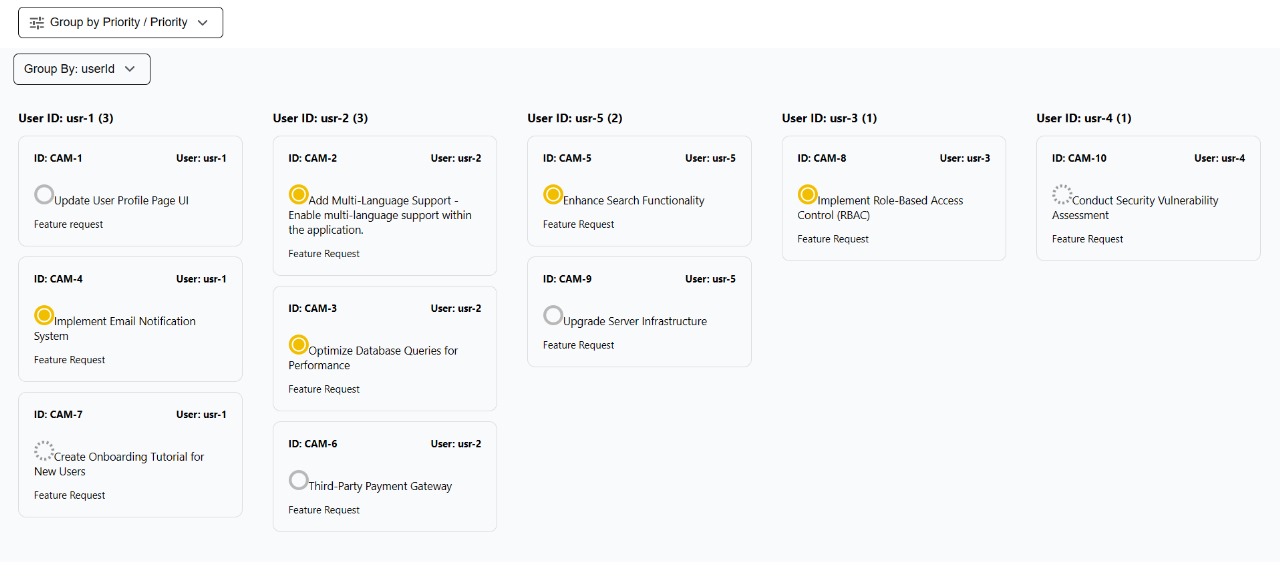 Group by Priority / Priority
Group By: userId
User ID: usr-1 (3)
ID: CAM-1 User: usr-1
Update User Profile Page UI
Feature request
ID: CAM-4 User: usr-1
Implement Email Notification
System
Feature Request
ID: CAM-7 User: usr-1
Create Onboarding Tutorial for
New Users
Feature Request
User ID: usr-2 (3)
ID: CAM-2 User: usr-2
Add Multi-Language Support -
Enable multi-language support within
the application.
Feature Request
ID: CAM-3 User: usr-2
Optimize Database Queries for
Performance
Feature Request
ID: CAM-6 User: usr-2
Third-Party Payment Gateway
Feature Request
User ID: usr-5 (2)
ID: CAM-5 User: usr-5
Enhance Search Functionality
Feature Request
ID: CAM-9 User: usr-5
Upgrade Server Infrastructure
Feature Request
User ID: usr-3 (1)
ID: CAM-8 User: usr-3
Implement Role-Based Access
Control (RBAC)
Feature Request
User ID: usr-4 (1)
ID: CAM-10 User: usr-4
Conduct Security Vulnerability
Assessment
Feature Request